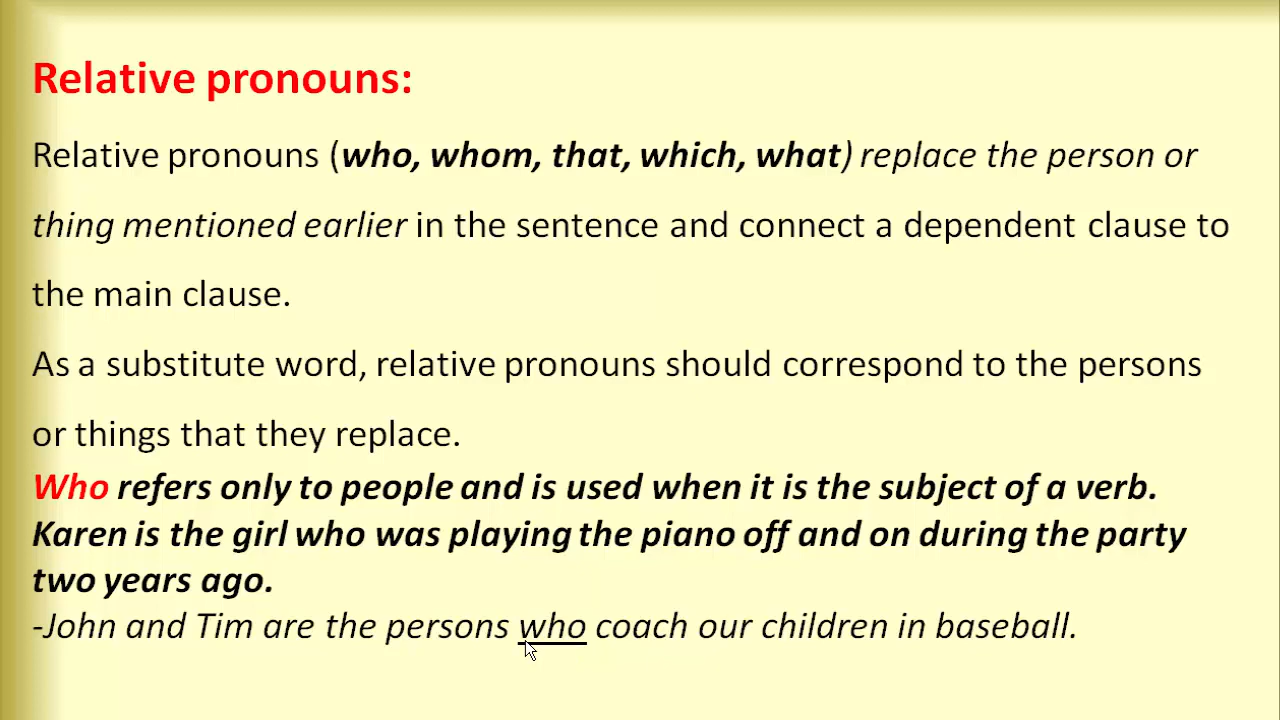 Relative pronouns:
Relative pronouns (who, whom, that, which, what) replace the person or
thing mentioned earlier in the sentence and connect a dependent clause to
the main clause.
As a substitute word, relative pronouns should correspond to the persons
or things that they replace.
Who refers only to people and is used when it is the subject of a verb.
Karen is the girl who was playing the piano off and on during the party
two years ago.
-John and Tim are the persons who coach our children in baseball.